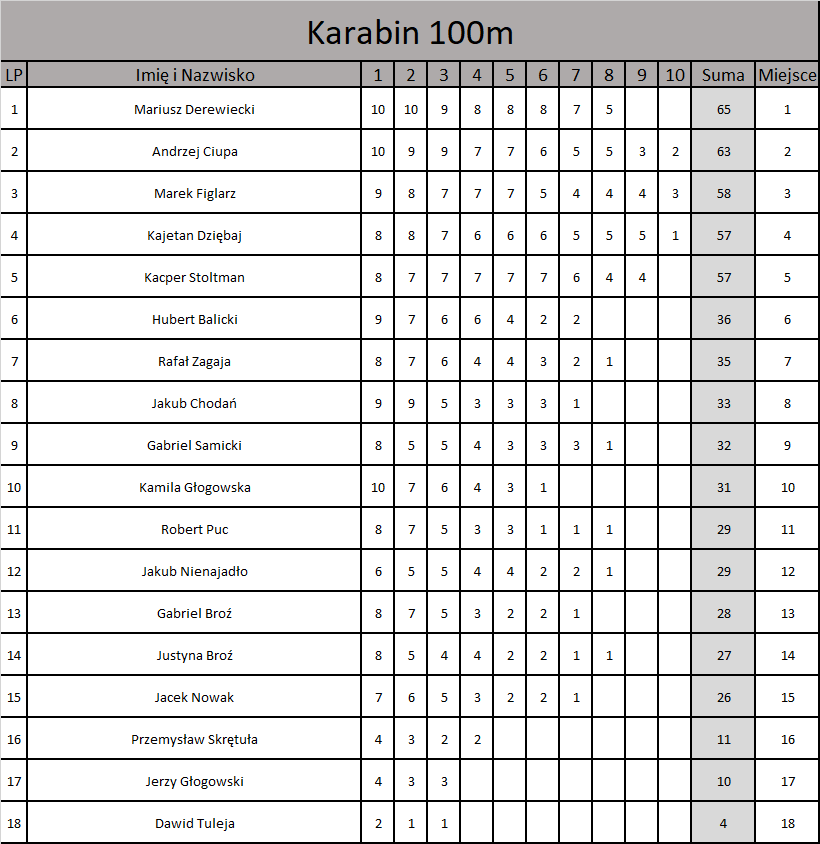 Karabin 100m
LP Imię i Nazwisko 1 2 3 4 5 6 7 8 9 10 Suma Miejsce
1 Mariusz Derewiecki 10 10 9 8 8 8 7 5 65 1
2 Andrzej Ciupa 10 9 9 7 7 6 5 5 3 2 63 2
3 Marek Figlarz 9 8 7 7 7 5 4 4 4 3 58 3
4 Kajetan Dziębaj 8 8 7 6 6 6 5 5 5 1 57 4
5 Kacper Stoltman 8 7 7 7 7 7 6 4 4 57 5
6 Hubert Balicki 9 7 6 6 4 2 2 36 6
7 Rafał Zagaja 8 7 6 4 4 3 2 1 35 7
8 Jakub Chodań 9 9 5 3 3 3 1 33 8
9 Gabriel Samicki 8 5 5 4 3 3 3 1 32 9
10 Kamila Głogowska 10 7 6 4 3 1 31 10
11 Robert Puc 8 7 5 3 3 1 1 1 29 11
12 Jakub Nienajadło 6 5 5 4 4 2 2 1 29 12
13 Gabriel Broź 8 7 5 3 2 2 1 28 13
14 Justyna Broź 8 5 4 4 2 2 1 1 27 14
15 Jacek Nowak 7 6 5 3 2 2 1 26 15
16 Przemysław Skrętuła 4 3 2 2 11 16
17 Jerzy Głogowski 4 3 3 10 17
18 Dawid Tuleja 2 1 1 4 18